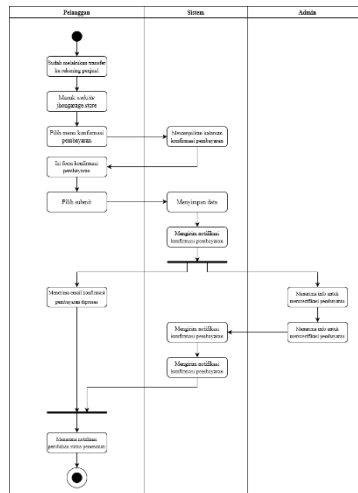 Pelanggan
Sistem
Admin
Sudah melakukan transfer
ke rekening penjual
Masuk website
jhongarage.store
Pilih menu konfirmasi
pembayaran
Menampilkan halaman
konfirmasi pembayaran
Isi form konfirmasi
pembayaran
Pilih submit
Menyimpan data
Mengirim notifikasi
konfirmasi pembayaran
Menerima email konfirmasi
pembayaran diproses
Menerima info untuk
memverifikasi pembayaran
Mengirim notifikasi
konfirmasi pembayaran
Menerima info untuk
memverifikasi pembayaran
Mengirim notifikasi
konfirmasi pembayaran
Menerima notifikasi
perubahan status pemesanan